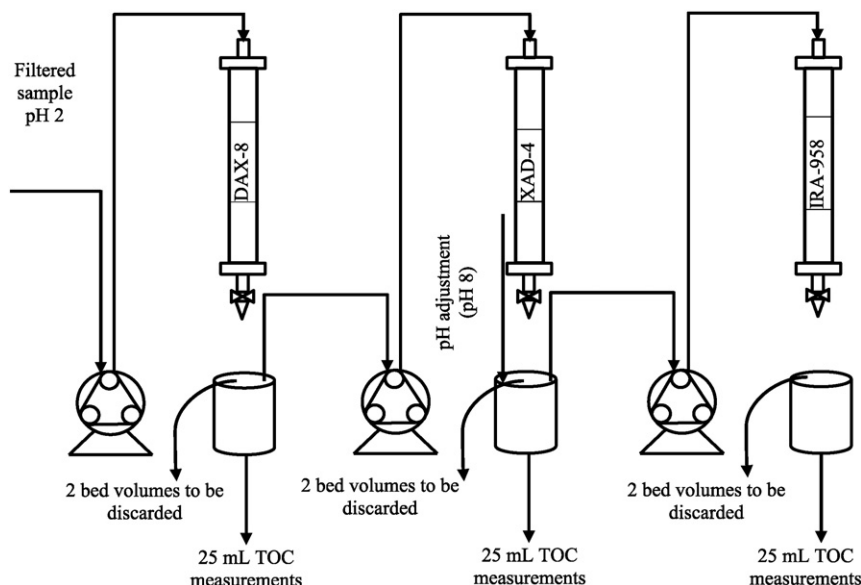 Filtered
sample
pH 2
DAX-8
XAD-4
IRA-958
pH adjustment
(pH 8)
2 bed volumes to be
discarded
2 bed volumes to be
discarded
2 bed volumes to be
discarded
25 mL TOC
measurements
25 mL TOC
measurements
25 mL TOC
measurements